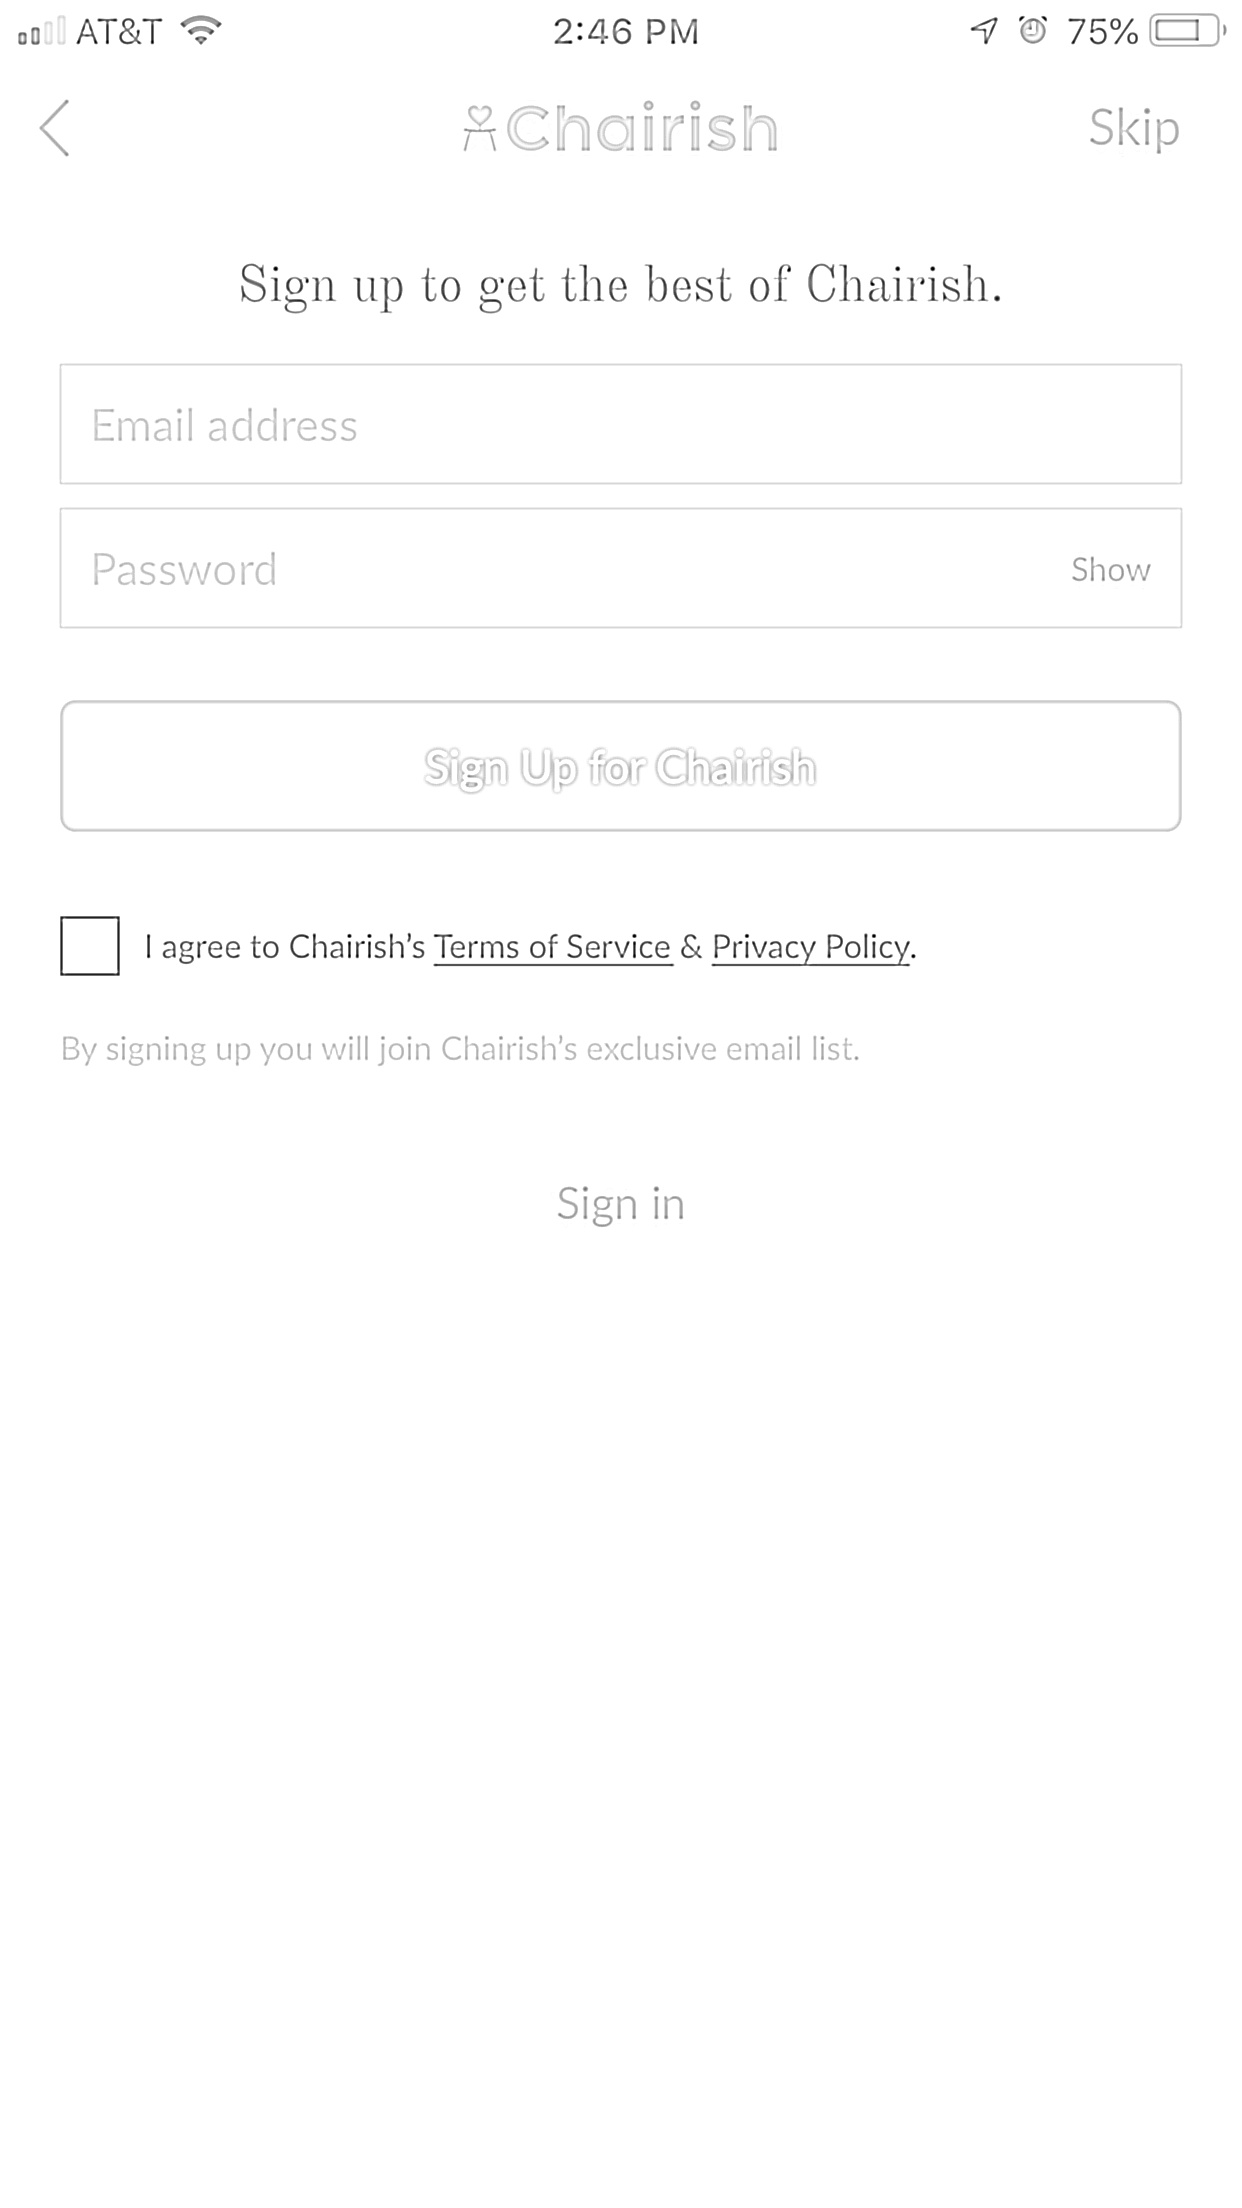 AT&T 2:46 PM 75%
Chairish Skip
Sign up to get the best of Chairish.
Email address
Password Show
Sign Up for Chairish
I agree to Chairish's Terms of Service & Privacy Policy.
By signing up you will join Chairish's exclusive email list.
Sign in